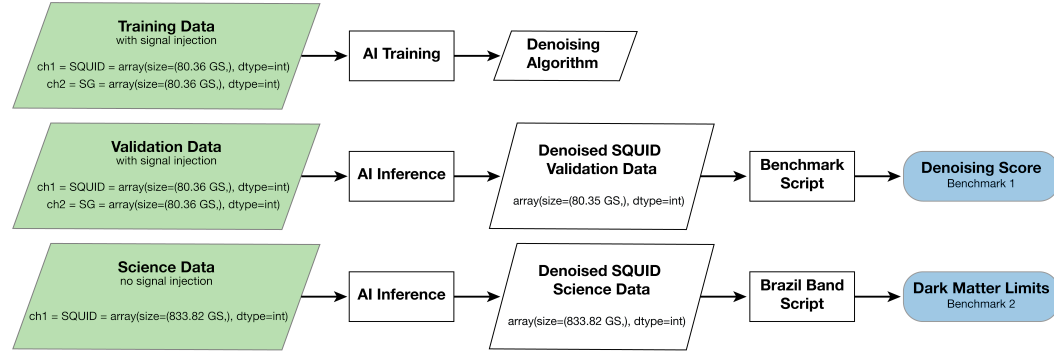 Training Data
with signal injection
ch1 = SQUID = array(size=(80.36 GS,), dtype=int)
ch2 = SG = array(size=(80.36 GS,), dtype=int)
AI Training
Denoising
Algorithm
Validation Data
with signal injection
ch1 = SQUID = array(size=(80.36 GS,), dtype=int)
ch2 = SG = array(size=(80.36 GS,), dtype=int)
AI Inference
Denoised SQUID
Validation Data
array(size=(80.35 GS,), dtype=int)
Benchmark
Script
Denoising Score
Benchmark 1
Science Data
no signal injection
ch1 = SQUID = array(size=(833.82 GS,), dtype=int)
AI Inference
Denoised SQUID
Science Data
array(size=(833.82 GS,), dtype=int)
Brazil Band
Script
Dark Matter Limits
Benchmark 2